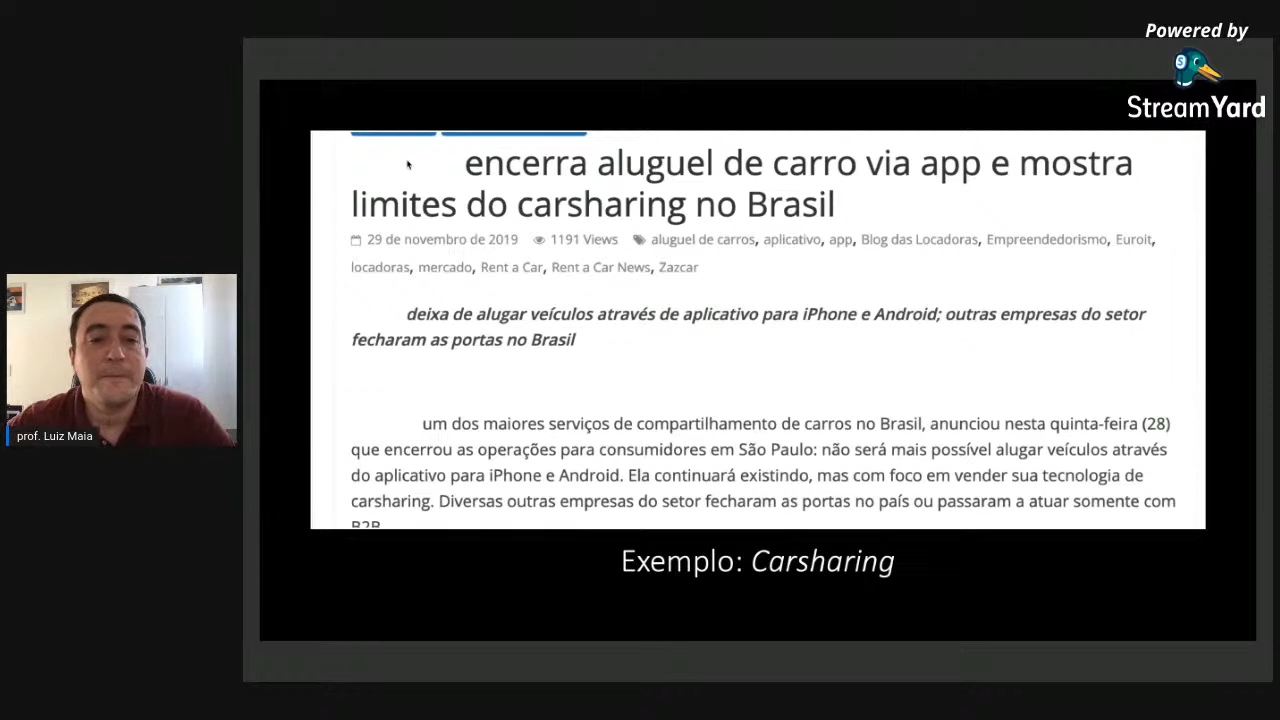 Powered by
StreamYard
encerra aluguel de carro via app e mostra
limites do carsharing no Brasil
29 de novembro de 2019 1191 Views aluguel de carros, aplicativo, app, Blog das Locadoras, Empreendedorismo, Euroit,
locadoras, mercado, Rent a Car, Rent a Car News, Zazcar
deixa de alugar veículos através de aplicativo para iPhone e Android; outras empresas do setor
fecharam as portas no Brasil
um dos maiores serviços de compartilhamento de carros no Brasil, anunciou nesta quinta-feira (28)
que encerrou as operações para consumidores em São Paulo: não será mais possível alugar veículos através
do aplicativo para iPhone e Android. Ela continuará existindo, mas com foco em vender sua tecnologia de
carsharing. Diversas outras empresas do setor fecharam as portas no país ou passaram a atuar somente com
B2B
Exemplo: Carsharing
prof. Luiz Maia